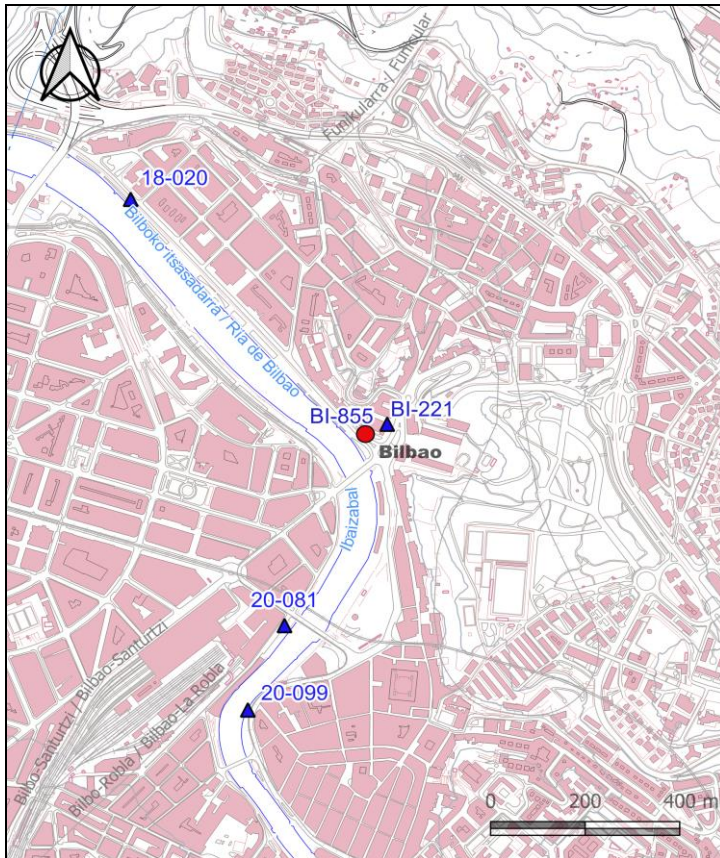 Funikularra / Funicular
18-020
Bilboko itsasadarra / Ría de Bilbao
BI-855
BI-221
Bilbao
Ibaizabal
20-081
20-099
Bilbo-Santurtzi / Bilbao-Santurtzi
Bilbo-Robla / Bilbao-La Robla
0 200 400 m